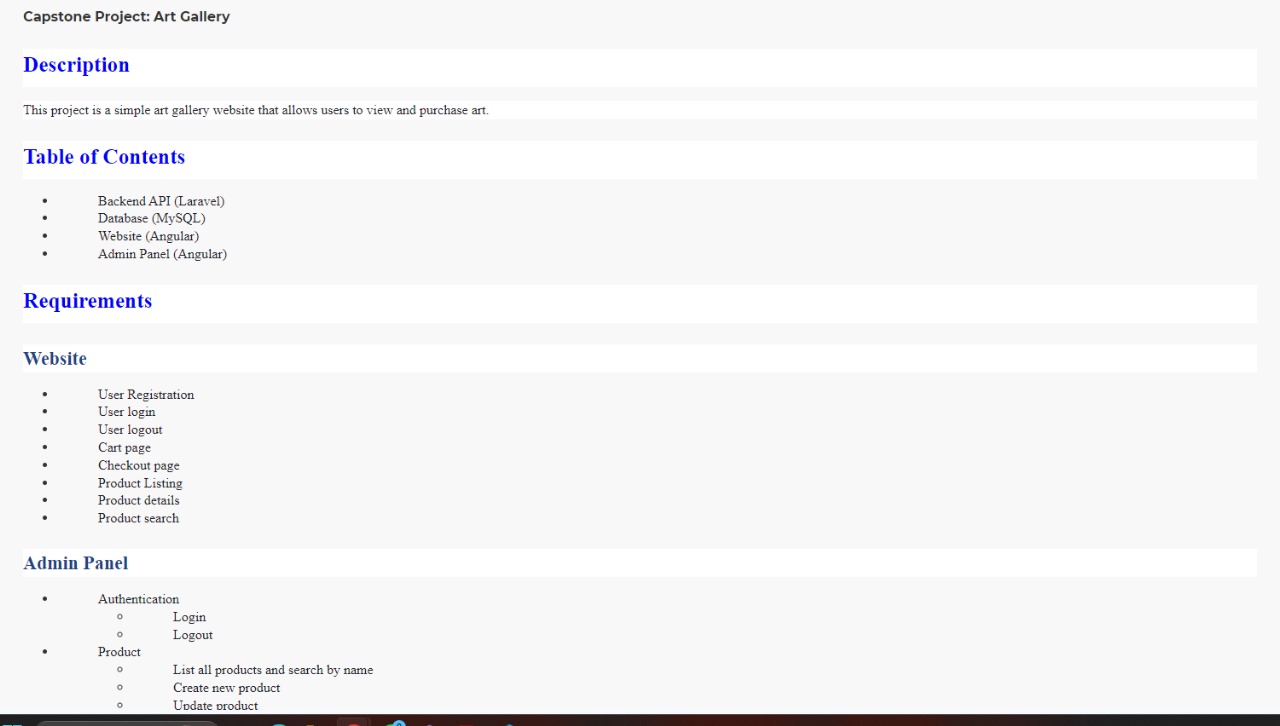 Capstone Project: Art Gallery
Description
This project is a simple art gallery website that allows users to view and purchase art.
Table of Contents
Backend API (Laravel)
Database (MySQL)
Website (Angular)
Admin Panel (Angular)
Requirements
Website
User Registration
User login
User logout
Cart page
Checkout page
Product Listing
Product details
Product search
Admin Panel
Authentication
Login
Logout
Product
List all products and search by name
Create new product
Update product